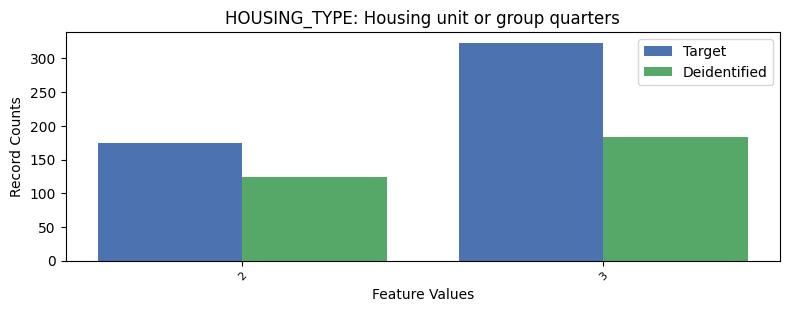 HOUSING_TYPE: Housing unit or group quarters
Target
Deidentified
Record Counts
300
250
200
150
100
50
0
2
3
Feature Values